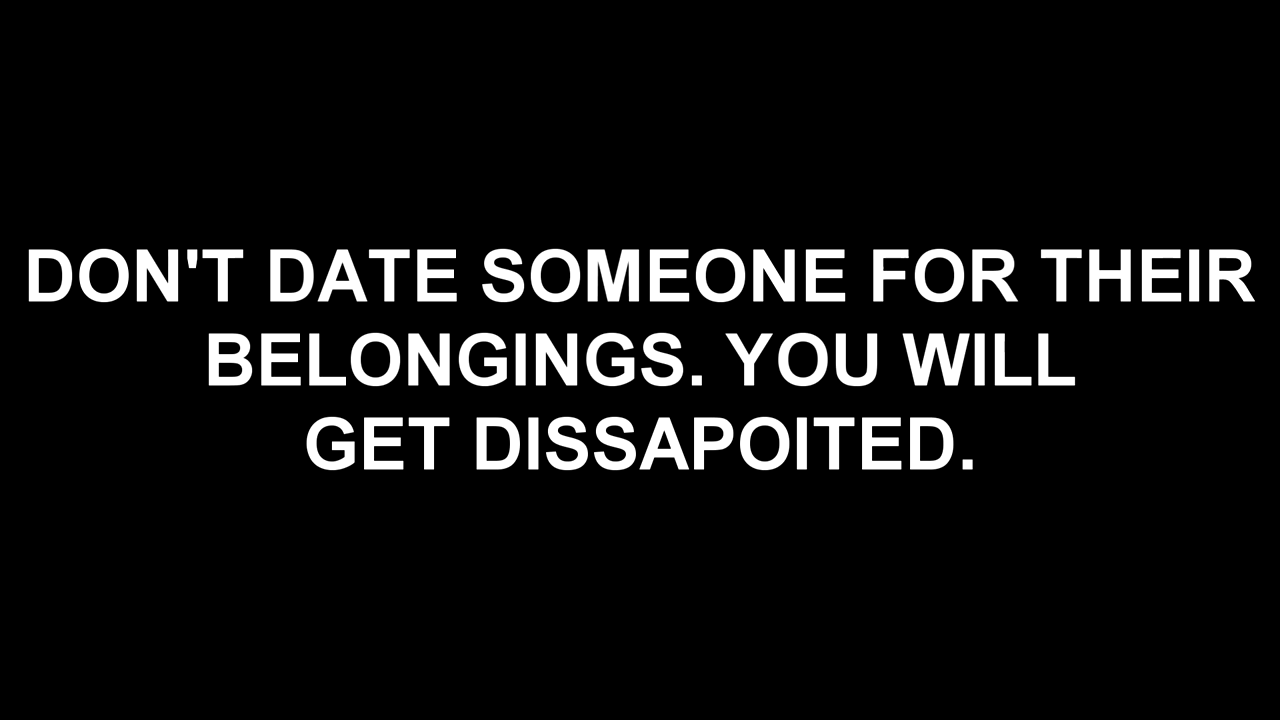 DON'T DATE SOMEONE FOR THEIR
BELONGINGS. YOU WILL
GET DISSAPOITED.